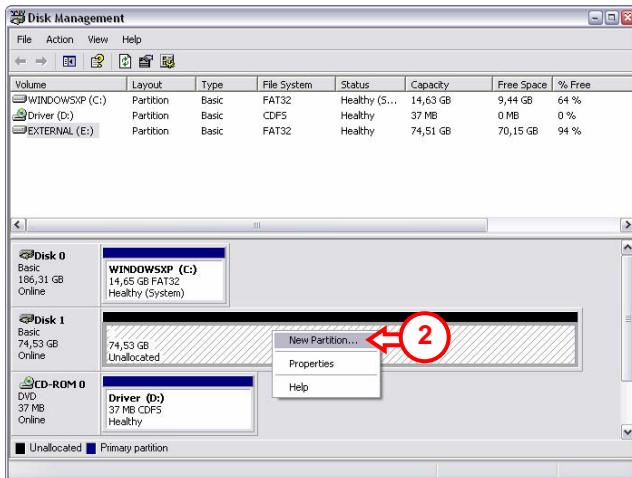 Disk Management
File Action View Help
Volume Layout Type File System Status Capacity Free Space % Free
WINDOWSXP (C:) Partition Basic FAT32 Healthy (S... 14,63 GB 9,44 GB 64 %
Driver (D:) Partition Basic CDFS Healthy 37 MB 0 MB 0 %
EXTERNAL (E:) Partition Basic FAT32 Healthy 74,51 GB 70,15 GB 94 %
Disk 0
Basic
186,31 GB
Online
WINDOWSXP (C:)
14,65 GB FAT32
Healthy (System)
Disk 1
Basic
74,53 GB
Online
74,53 GB
Unallocated
New Partition...
Properties
Help
2
CD-ROM 0
DVD
37 MB
Online
Driver (D:)
37 MB CDFS
Healthy
Unallocated Primary partition